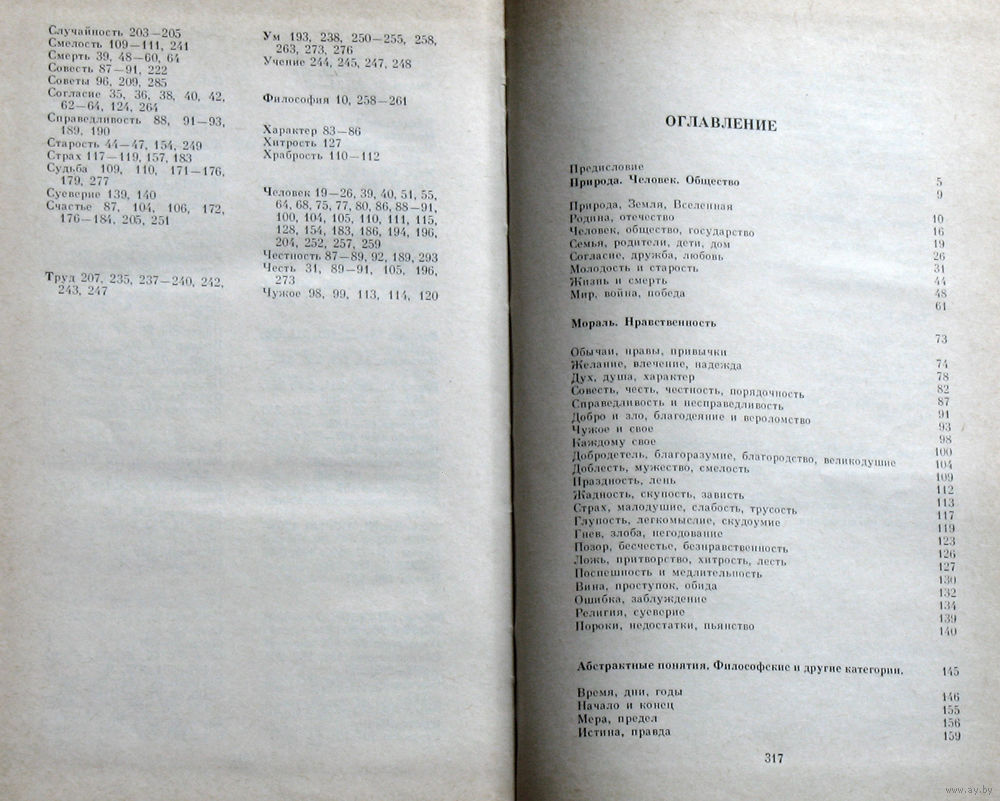 Случайность 203—205
Смелость 109—111, 241
Смерть 39, 48—60, 64
Совесть 87—91, 222
Советы 96, 209, 285
Согласие 35, 36, 38, 40, 42,
62—64, 124, 264
Справедливость 88, 91—93,
189, 190
Старость 44—47, 154, 249
Страх 117—119, 157, 183
Судьба 109, 110, 171—176,
179, 277
Суеверие 139, 140
Счастье 87, 104, 106, 172,
176—184, 205, 251
Труд 207, 235, 237—240, 242,
243, 247
Ум 193, 238, 250—255, 258,
263, 273, 276
Учение 244, 245, 247, 248
Философия 10, 258—261
Характер 83—86
Хитрость 127
Храбрость 110—112
Человек 19—26, 39, 40, 51, 55,
64, 68, 75, 77, 80, 86, 88—91,
100, 104, 105, 110, 111, 115,
128, 154, 183, 186, 194, 196,
204, 252, 257, 259
Честность 87—89, 92, 189, 293
Честь 31, 89—91, 105, 196,
273
Чужое 98, 99, 113, 114, 120
ОГЛАВЛЕНИЕ
Предисловие 5
Природа. Человек. Общество 9
Природа, Земля, Вселенная 10
Родина, отечество 16
Человек, общество, государство 19
Семья, родители, дети, дом 26
Согласие, дружба, любовь 31
Молодость и старость 44
Жизнь и смерть 48
Мир, война, победа 61
Мораль. Нравственность 73
Обычаи, нравы, привычки 74
Желание, влечение, надежда 78
Дух, душа, характер 82
Совесть, честь, честность, порядочность 87
Справедливость и несправедливость 91
Добро и зло, благодеяние и вероломство 93
Чужое и свое 98
Каждому свое 100
Добродетель, благоразумие, благородство, великодушие 104
Доблесть, мужество, смелость 109
Праздность, лень 112
Жадность, скупость, зависть 113
Страх, малодушие, слабость, трусость 117
Глупость, легкомыслие, скудоумие 119
Гнев, злоба, негодование 123
Позор, бесчестье, безнравственность 126
Ложь, притворство, хитрость, лесть 127
Поспешность и медлительность 130
Вина, проступок, обида 132
Ошибка, заблуждение 134
Религия, суеверие 139
Пороки, недостатки, пьянство 140
Абстрактные понятия. Философские и другие категории. 145
Время, дни, годы 146
Начало и конец 155
Мера, предел 156
Истина, правда 159
317
www.ay.by